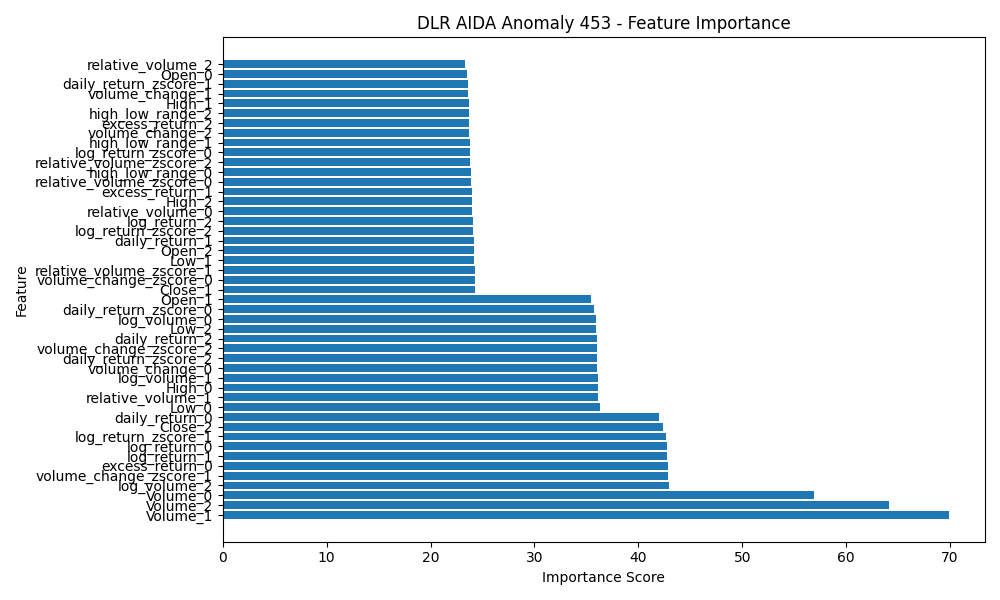 DLR AIDA Anomaly 453 - Feature Importance
relative_volume_2
Open_0
daily_return_zscore_1
volume_change_1
High_1
high_low_range_2
excess_return_2
volume_change_2
high_low_range_1
log_return_zscore_0
relative_volume_zscore_2
high_low_range_0
relative_volume_zscore_0
excess_return_1
High_2
relative_volume_0
log_return_2
log_return_zscore_2
daily_return_1
Open_2
Low_1
relative_volume_zscore_1
volume_change_zscore_0
Close_1
Open_1
daily_return_zscore_0
log_volume_0
Low_2
daily_return_2
volume_change_zscore_2
daily_return_zscore_2
volume_change_0
log_volume_1
High_0
relative_volume_1
Low_0
daily_return_0
Close_2
log_return_zscore_1
log_return_0
log_return_1
excess_return_0
volume_change_zscore_1
log_volume_2
Volume_0
Volume_2
Volume_1
Feature
0 10 20 30 40 50 60 70
Importance Score